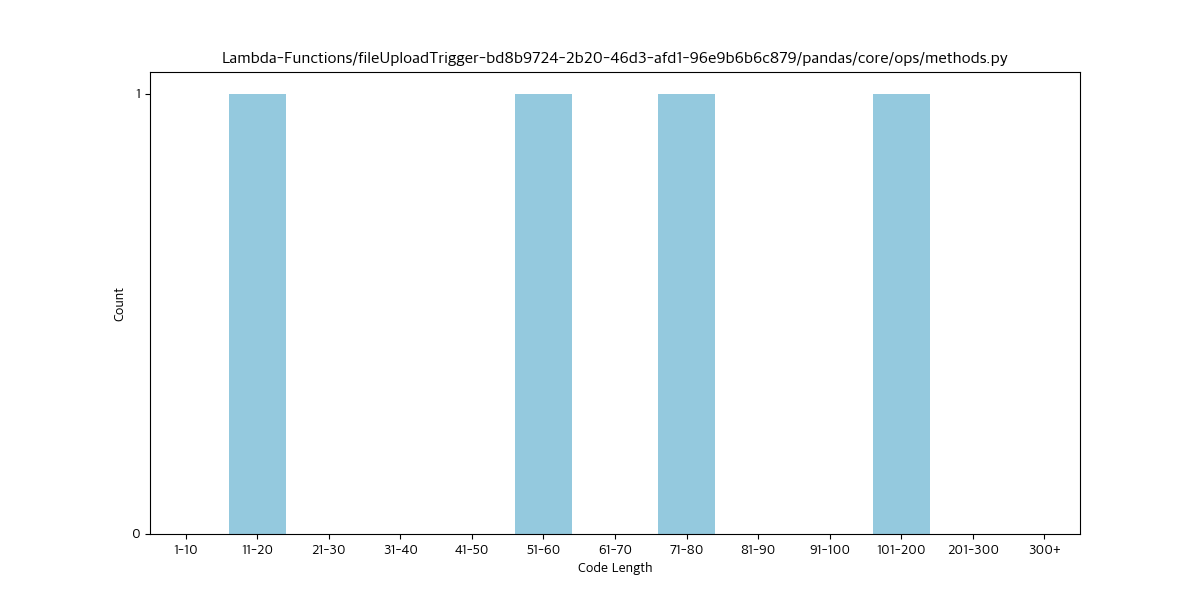 Lambda-Functions/fileUploadTrigger-bd8b9724-2b20-46d3-afd1-96e9b6b6c879/pandas/core/ops/methods.py
1
Count
0
1-10 11-20 21-30 31-40 41-50 51-60 61-70 71-80 81-90 91-100 101-200 201-300 300+
Code Length